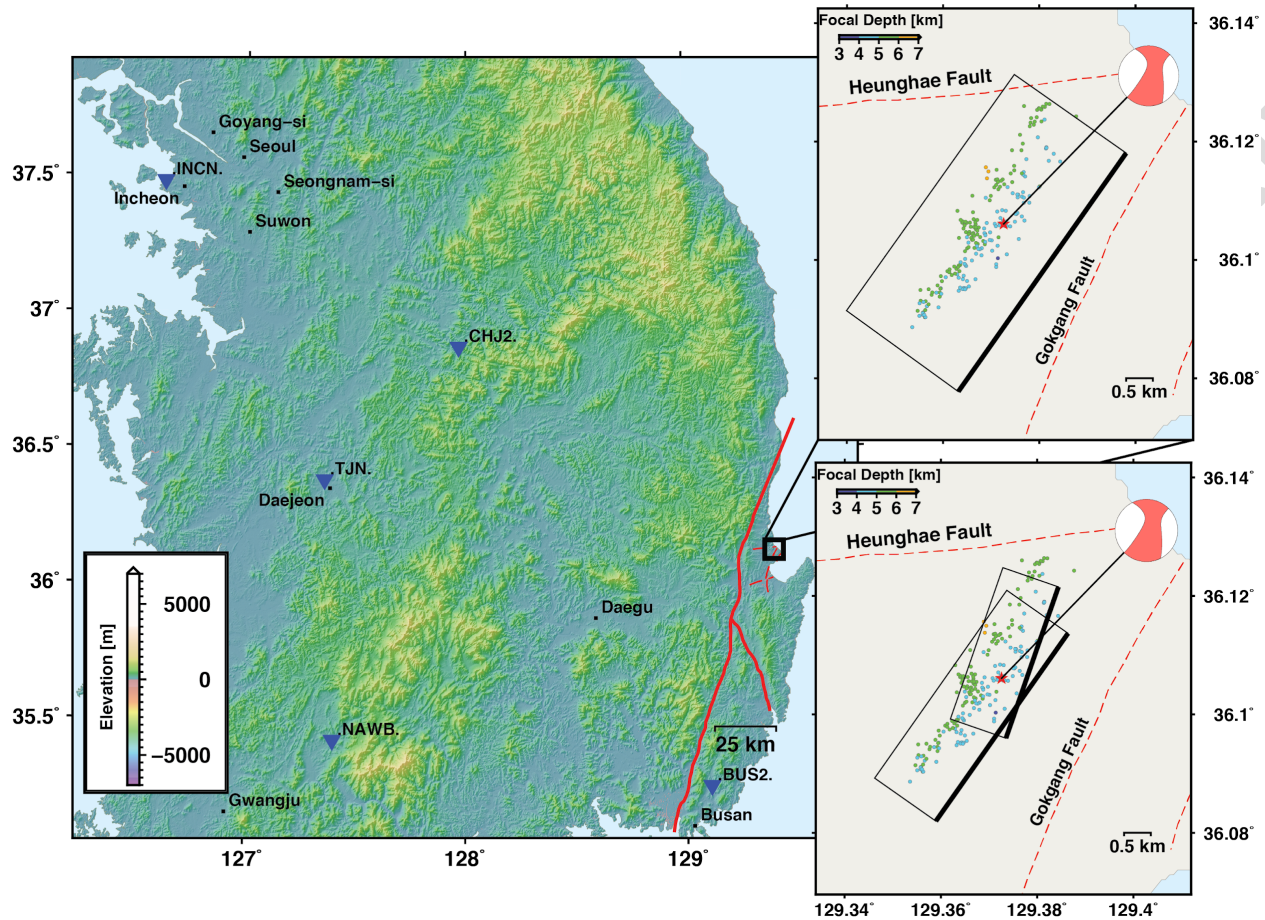 Goyang–si
Seoul
.INCN.
Seongnam–si
Incheon
Suwon
.CHJ2.
.TJN.
Daejeon
Daegu
.NAWB.
25 km
.BUS2.
Gwangju
Busan
37.5°
37°
36.5°
36°
35.5°
127°
128°
129°
Elevation [m]
5000
0
–5000
Focal Depth [km]
3 4 5 6 7
Heunghae Fault
Gokgang Fault
0.5 km
36.14°
36.12°
36.1°
36.08°
Focal Depth [km]
3 4 5 6 7
Heunghae Fault
Gokgang Fault
0.5 km
36.14°
36.12°
36.1°
36.08°
129.34°
129.36°
129.38°
129.4°